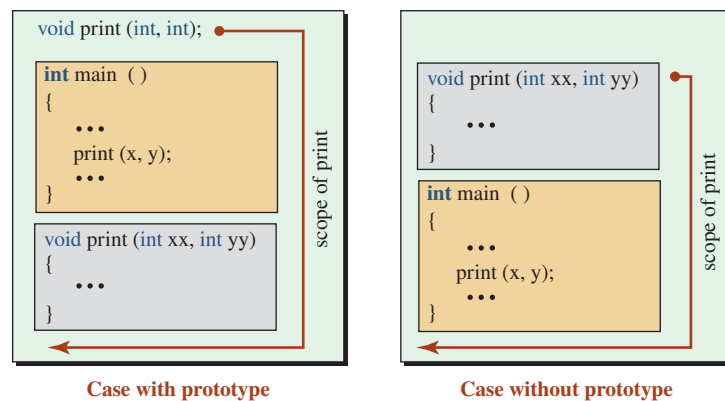 void print (int, int);
int main ( )
{
•••
print (x, y);
•••
}
void print (int xx, int yy)
{
•••
}
scope of print
Case with prototype
void print (int xx, int yy)
{
•••
}
int main ( )
{
•••
print (x, y);
•••
}
scope of print
Case without prototype